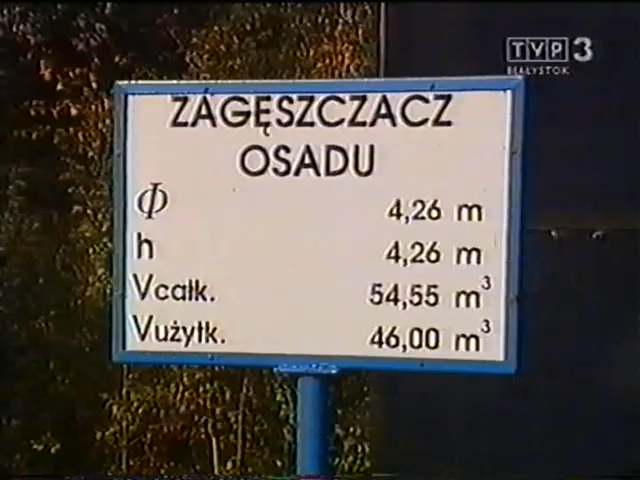 TVP 3
BIAŁYSTOK
ZAGĘSZCZACZ
OSADU
Φ 4,26 m
h 4,26 m
Vcałk. 54,55 m³
Vużytk. 46,00 m³